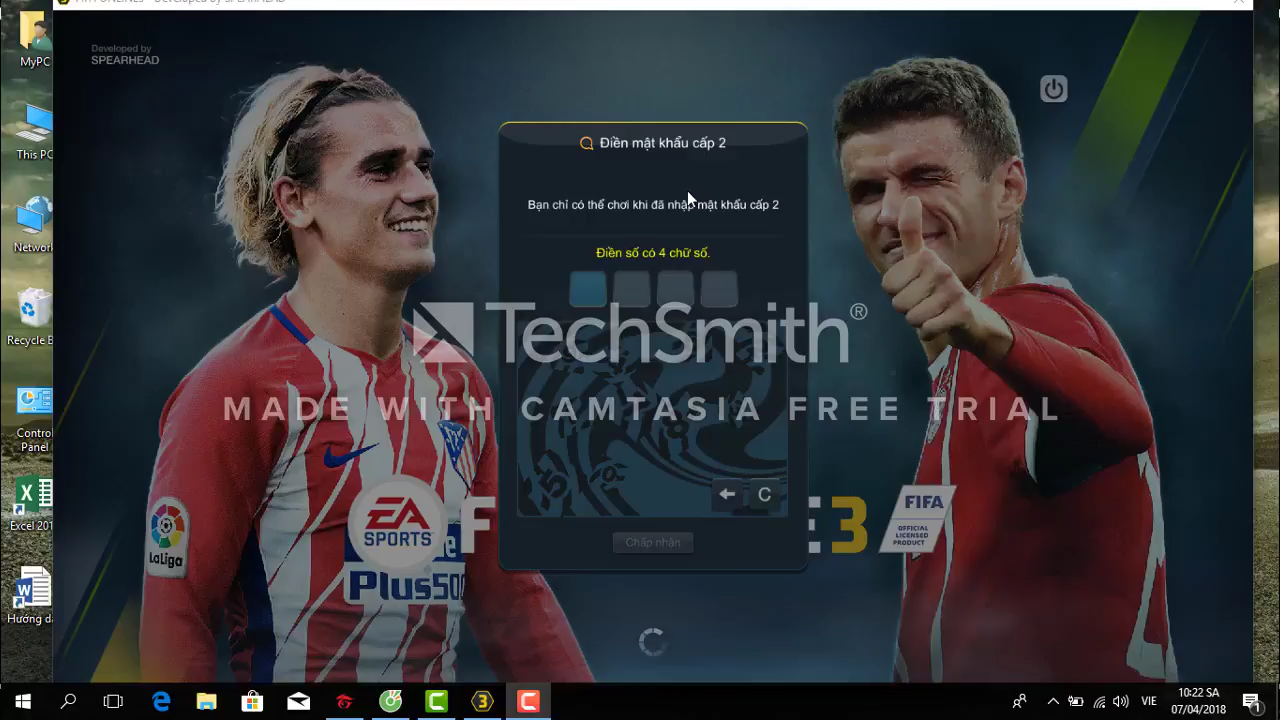 Developed by
SPEARHEAD
MyPC
This PC
Network
Recycle B
Control
Panel
Excel 201
Hướng d
Điền mật khẩu cấp 2
Bạn chỉ có thể chơi khi đã nhập mật khẩu cấp 2
Điền số có 4 chữ số.
TechSmith®
MADE WITH CAMTASIA FREE TRIAL
C
Chấp nhận
EA
SPORTS
F
E3
FIFA
OFFICIAL
LICENSED
PRODUCT
LaLiga
Plus500
VIE
10:22 SA
07/04/2018
1